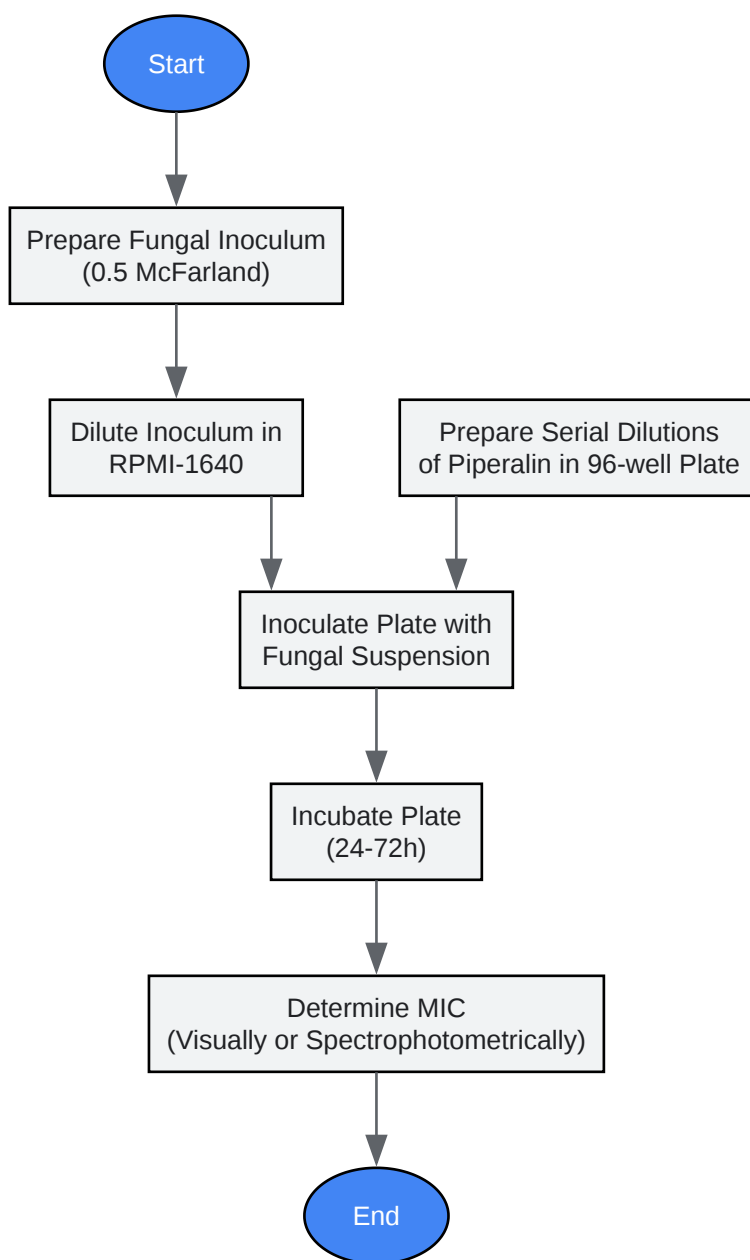 Start
Prepare Fungal Inoculum
(0.5 McFarland)
Dilute Inoculum in
RPMI-1640
Prepare Serial Dilutions
of Piperalin in 96-well Plate
Inoculate Plate with
Fungal Suspension
Incubate Plate
(24-72h)
Determine MIC
(Visually or Spectrophotometrically)
End